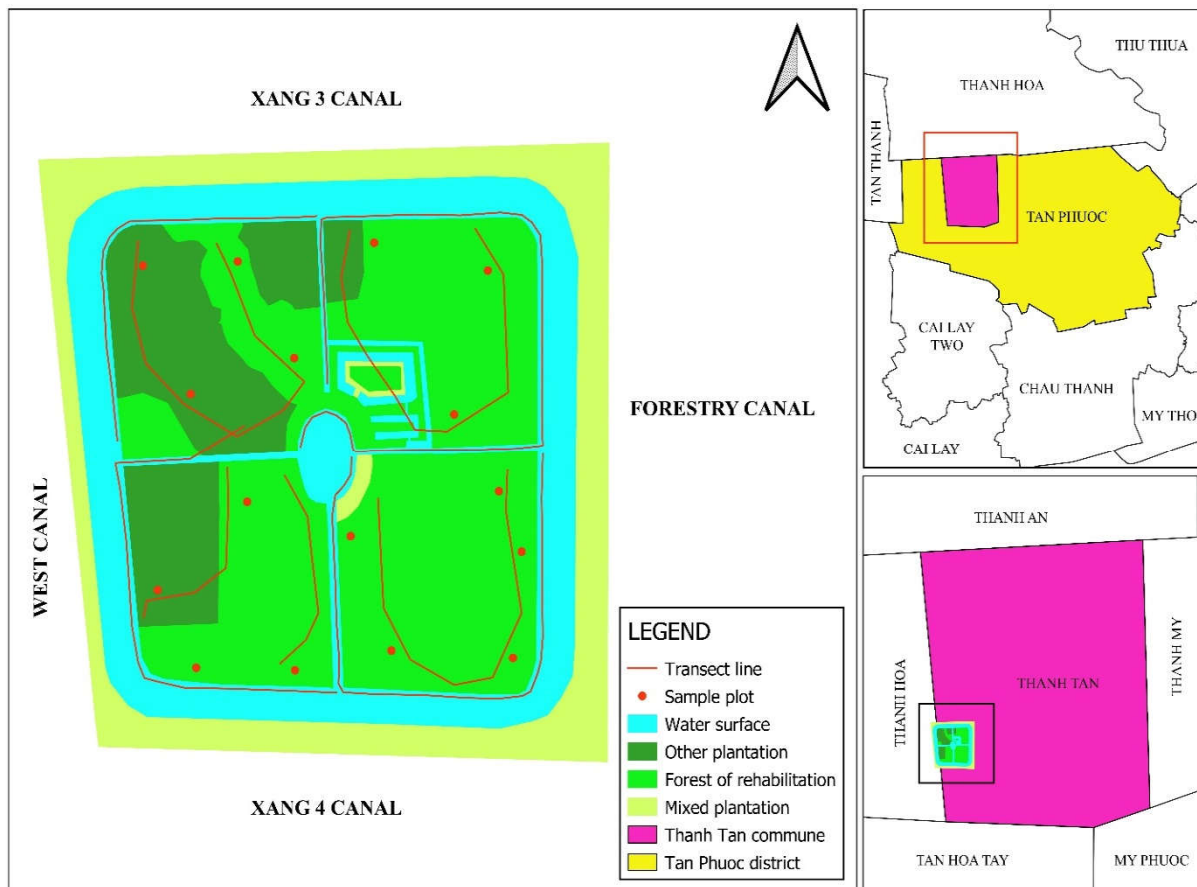 XANG 3 CANAL
FORESTRY CANAL
WEST CANAL
XANG 4 CANAL
LEGEND
Transect line
Sample plot
Water surface
Other plantation
Forest of rehabilitation
Mixed plantation
Thanh Tan commune
Tan Phuoc district
THU THUA
THANH HOA
TAN THANH
TAN PHUOC
CAI LAY
TWO
CHAU THANH
MY THO
CAI LAY
THANH AN
THANH MY
THANH HOA
THANH TAN
TAN HOA TAY
MY PHUOC